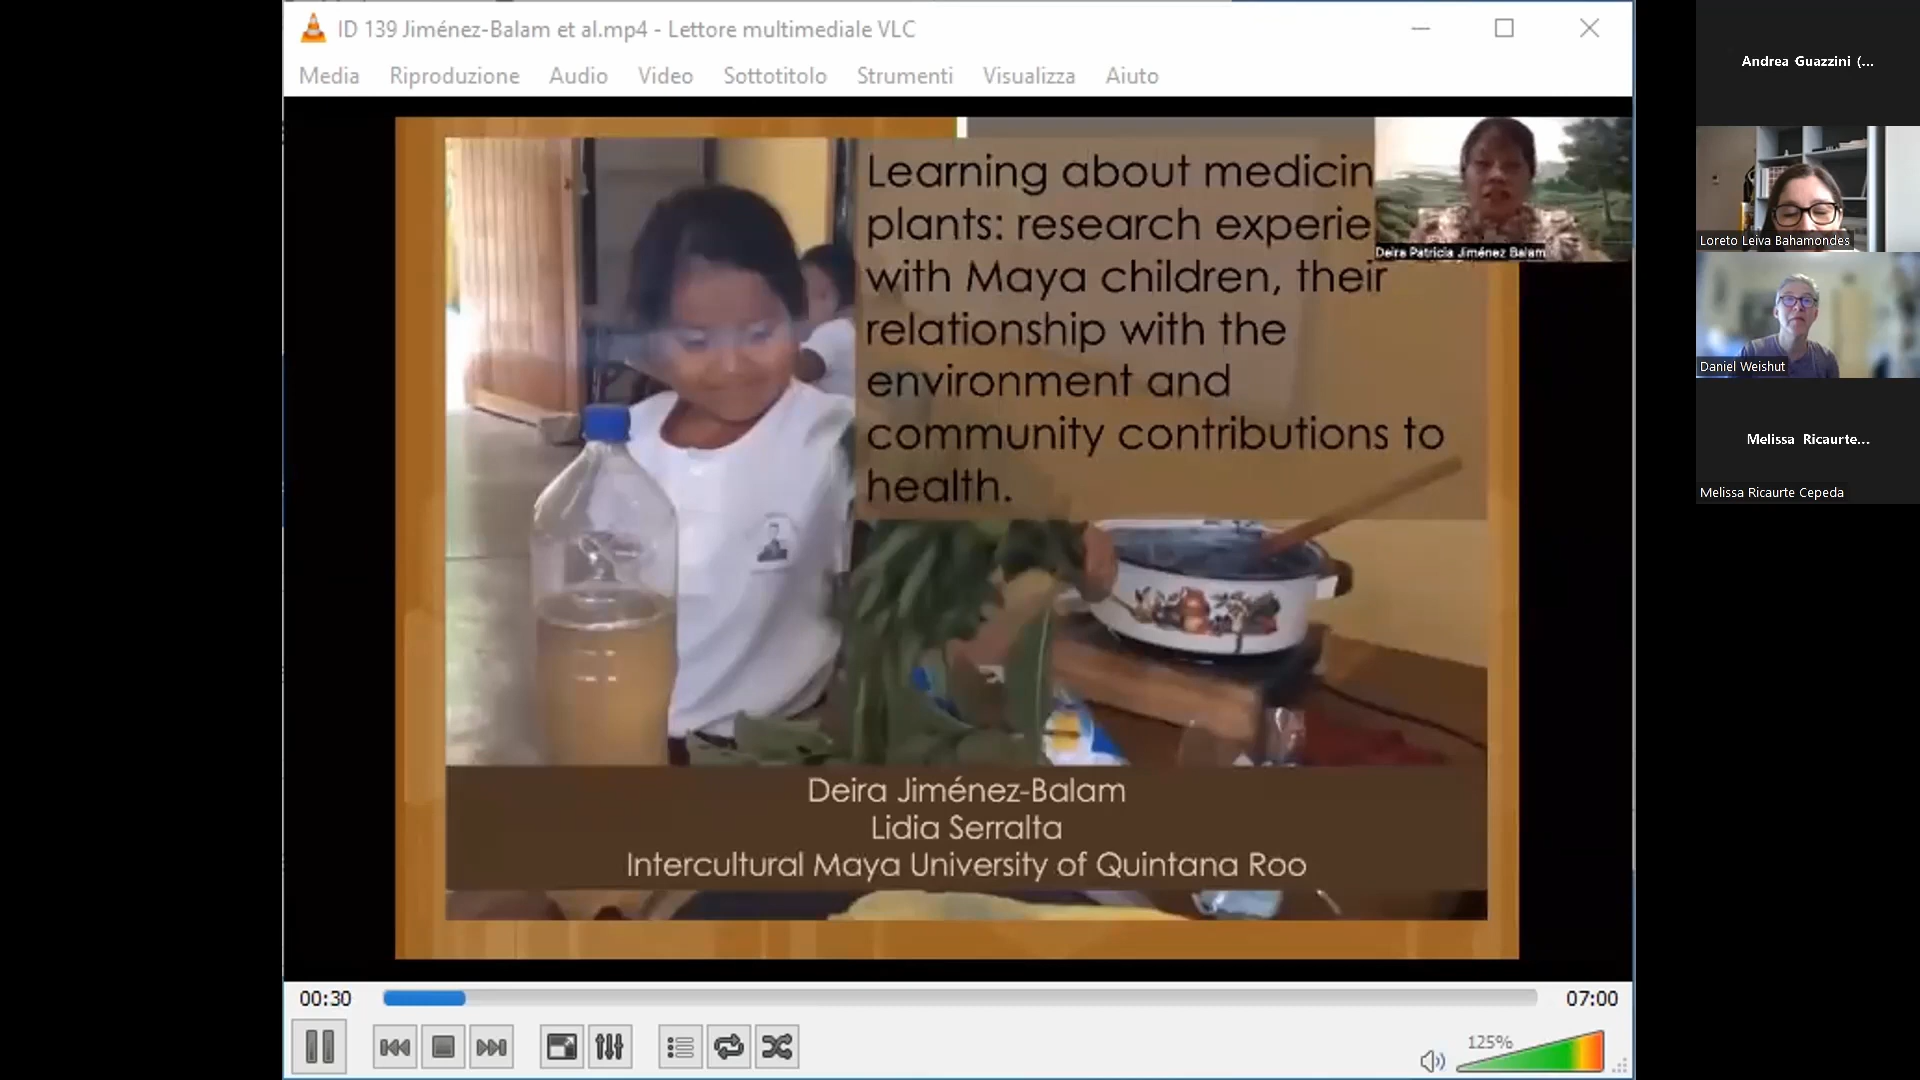 ID 139 Jiménez-Balam et al.mp4 - Lettore multimediale VLC
Media Riproduzione Audio Video Sottotitolo Strumenti Visualizza Aiuto
Learning about medicin
plants: research experie
with Maya children, their
relationship with the
environment and
community contributions to
health.
Deira Patricia Jiménez Balam
Deira Jiménez-Balam
Lidia Serralta
Intercultural Maya University of Quintana Roo
00:30
07:00
125%
Andrea Guazzini (...
Loreto Leiva Bahamondes
Daniel Weishut
Melissa Ricaurte...
Melissa Ricaurte Cepeda